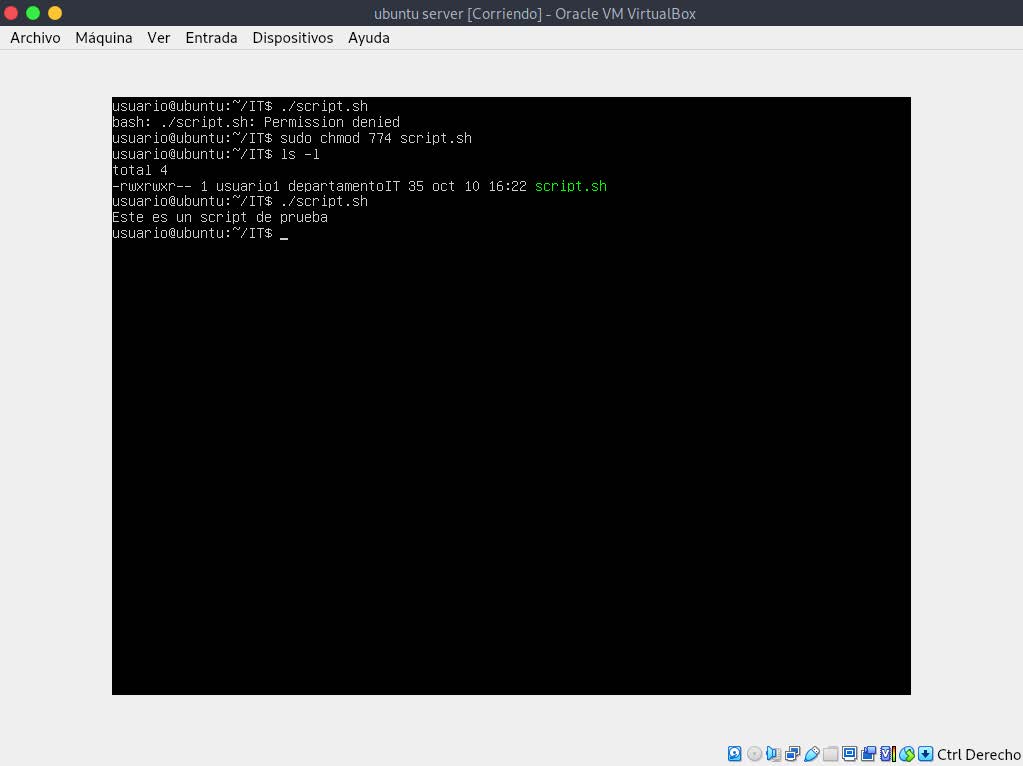 ubuntu server [Corriendo] - Oracle VM VirtualBox
Archivo Máquina Ver Entrada Dispositivos Ayuda
usuario@ubuntu:~/IT$ ./script.sh
bash: ./script.sh: Permission denied
usuario@ubuntu:~/IT$ sudo chmod 774 script.sh
usuario@ubuntu:~/IT$ ls -l
total 4
-rwxrwxr-- 1 usuario1 departamentoIT 35 oct 10 16:22 script.sh
usuario@ubuntu:~/IT$ ./script.sh
Este es un script de prueba
usuario@ubuntu:~/IT$ _
Ctrl Derecho